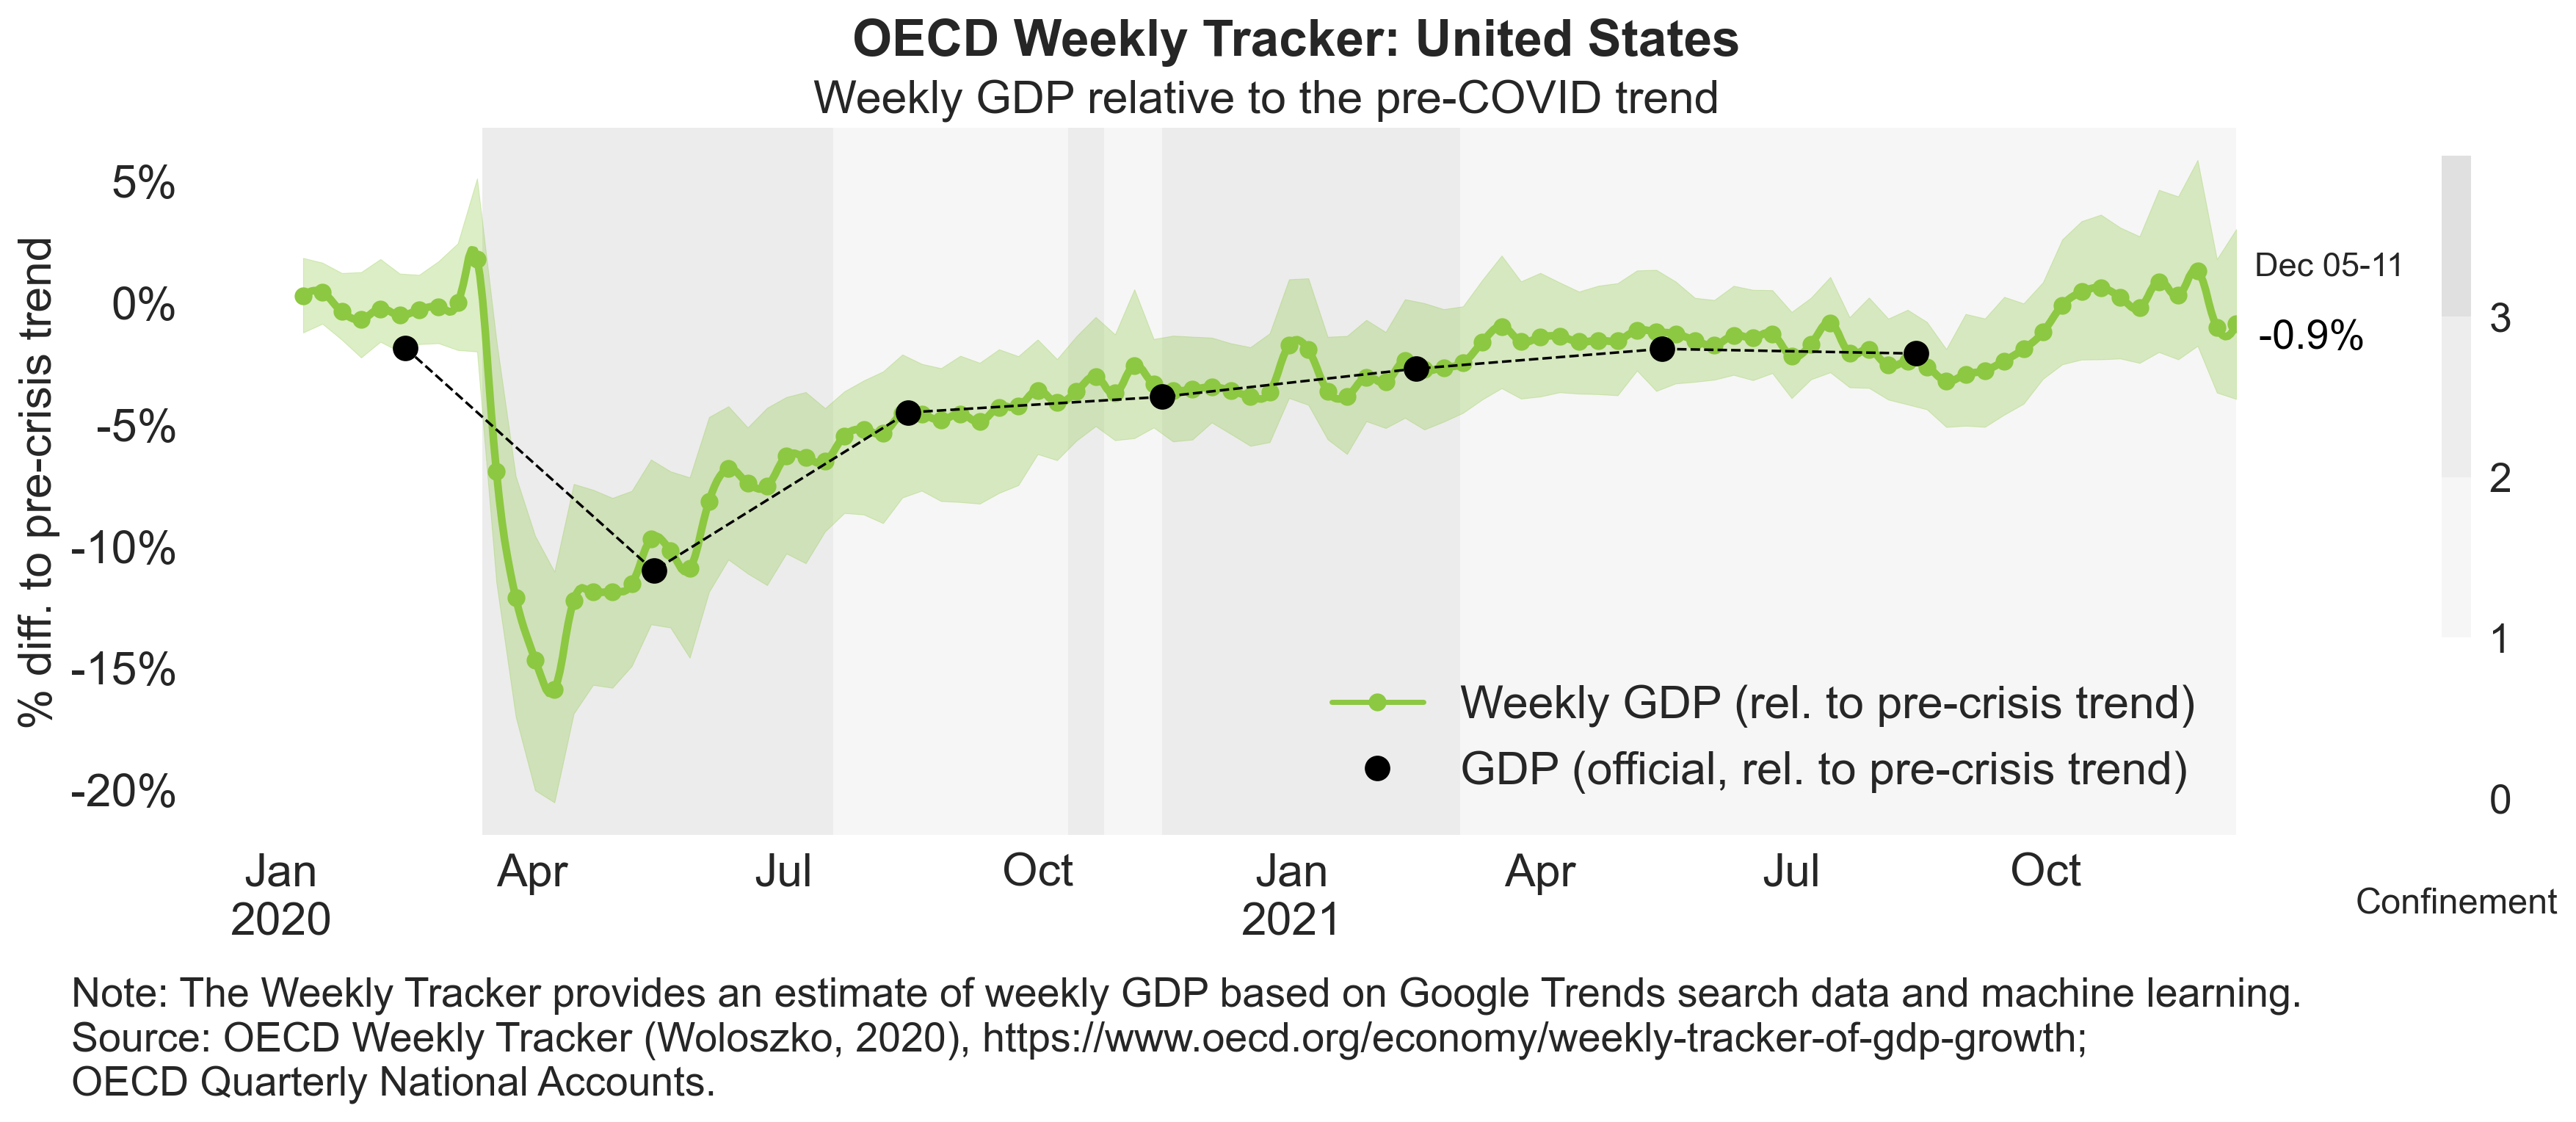 OECD Weekly Tracker: United States
Weekly GDP relative to the pre-COVID trend
% diff. to pre-crisis trend
5%
0%
-5%
-10%
-15%
-20%
Dec 05-11
-0.9%
3
2
1
0
Confinement
Weekly GDP (rel. to pre-crisis trend)
GDP (official, rel. to pre-crisis trend)
Jan Apr Jul Oct Jan Apr Jul Oct
2020 2021
Note: The Weekly Tracker provides an estimate of weekly GDP based on Google Trends search data and machine learning.
Source: OECD Weekly Tracker (Woloszko, 2020), https://www.oecd.org/economy/weekly-tracker-of-gdp-growth;
OECD Quarterly National Accounts.